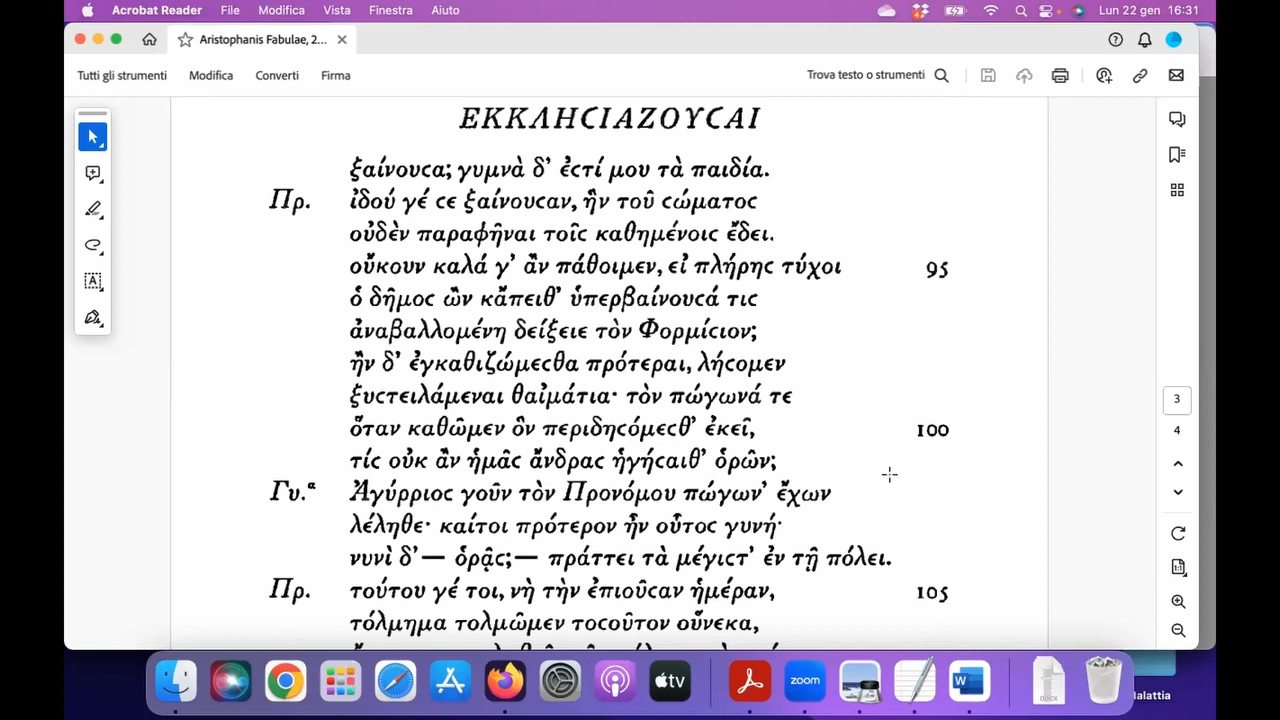 Acrobat Reader File Modifica Vista Finestra Aiuto Lun 22 gen 16:31
Aristophanis Fabulae, 2...
Tutti gli strumenti Modifica Converti Firma Trova testo o strumenti
ΕΚΚΛΗϹΙΑΖΟΥϹΑΙ
ξαίνουϲα; γυμνὰ δ’ ἐϲτί μου τὰ παιδία.
Πρ. ἰδού γέ ϲε ξαίνουϲαν, ἣν τοῦ ϲώματοϲ
οὐδὲν παραφῆναι τοῖϲ καθημένοιϲ ἔδει.
οὔκουν καλά γ’ ἂν πάθοιμεν, εἰ πλήρηϲ τύχοι 95
ὁ δῆμοϲ ὢν κἄπειθ’ ὑπερβαίνουϲά τιϲ
ἀναβαλλομένη δείξειε τὸν Φορμίϲιον;
ἢν δ’ ἐγκαθιζώμεϲθα πρότεραι, λήϲομεν
ξυϲτειλάμεναι θαἰμάτια· τὸν πώγωνά τε
ὅταν καθῶμεν ὃν περιδηϲόμεϲθ’ ἐκεῖ, 100
τίϲ οὐκ ἂν ἡμᾶϲ ἄνδραϲ ἡγήϲαιθ’ ὁρῶν;
Γυ.ᵅ Ἀγύρριοϲ γοῦν τὸν Προνόμου πώγων’ ἔχων
λέληθε· καίτοι πρότερον ἦν οὗτοϲ γυνή·
νυνὶ δ’— ὁρᾷϲ;— πράττει τὰ μέγιϲτ’ ἐν τῇ πόλει.
Πρ. τούτου γέ τοι, νὴ τὴν ἐπιοῦϲαν ἡμέραν, 105
τόλμημα τολμῶμεν τοϲοῦτον οὕνεκα,
3
4
tv
zoom
W
DOCX
Malattia